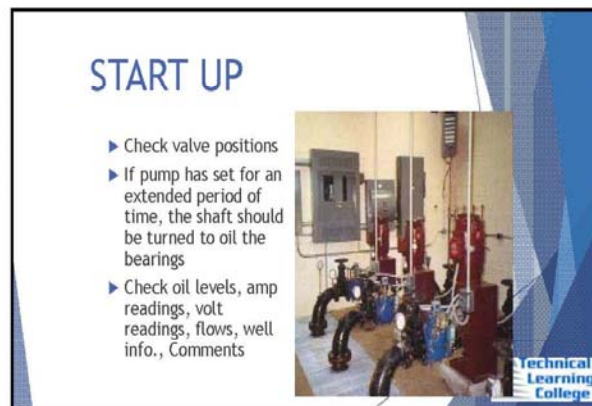 START UP
Check valve positions
If pump has set for an
extended period of
time, the shaft should
be turned to oil the
bearings
Check oil levels, amp
readings, volt
readings, flows, well
info., Comments
Technical
Learning
College